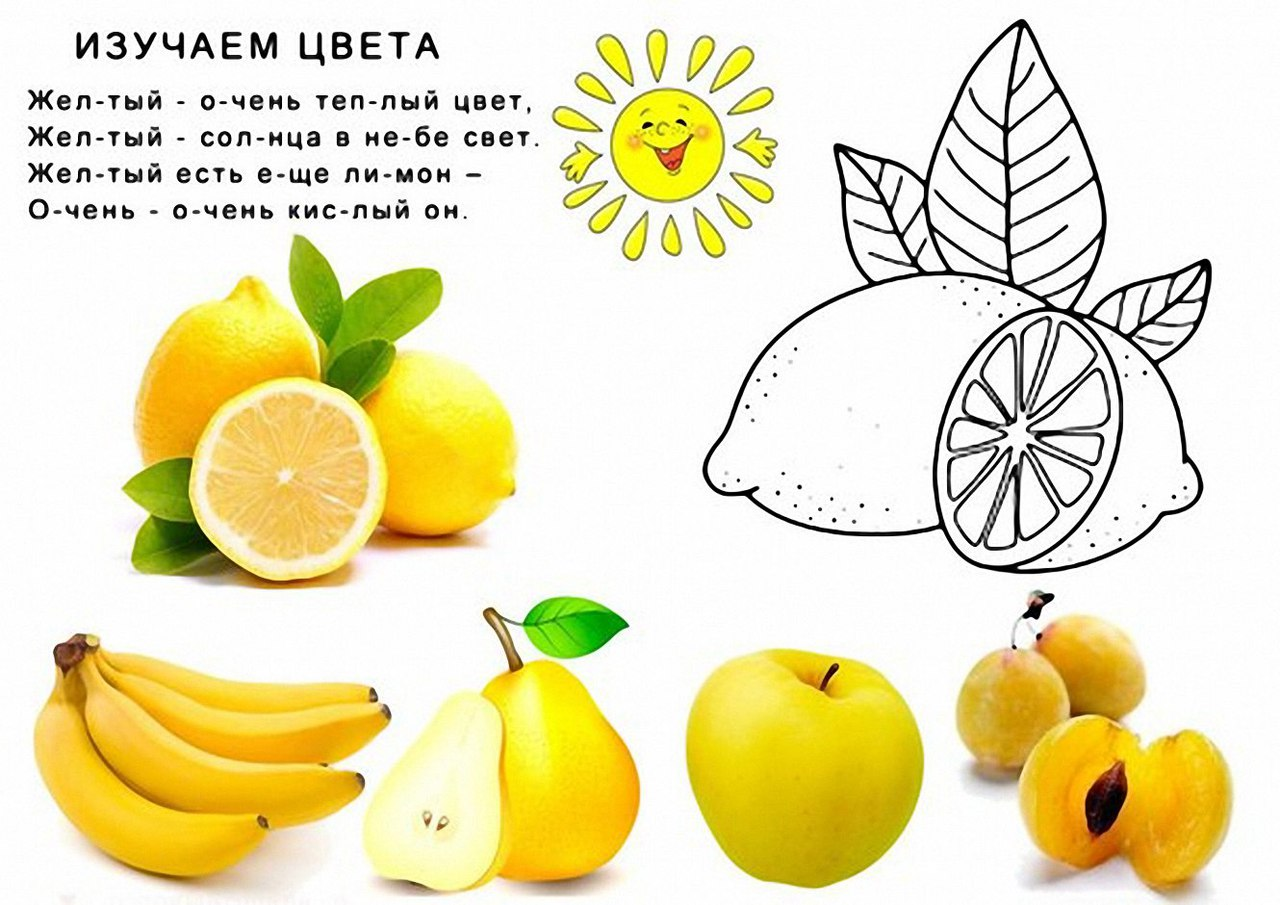 ИЗУЧАЕМ ЦВЕТА
Жел-тый - о-чень теп-лый цвет,
Жел-тый - сол-нца в не-бе свет.
Жел-тый есть е-ще ли-мон –
О-чень - о-чень кис-лый он.